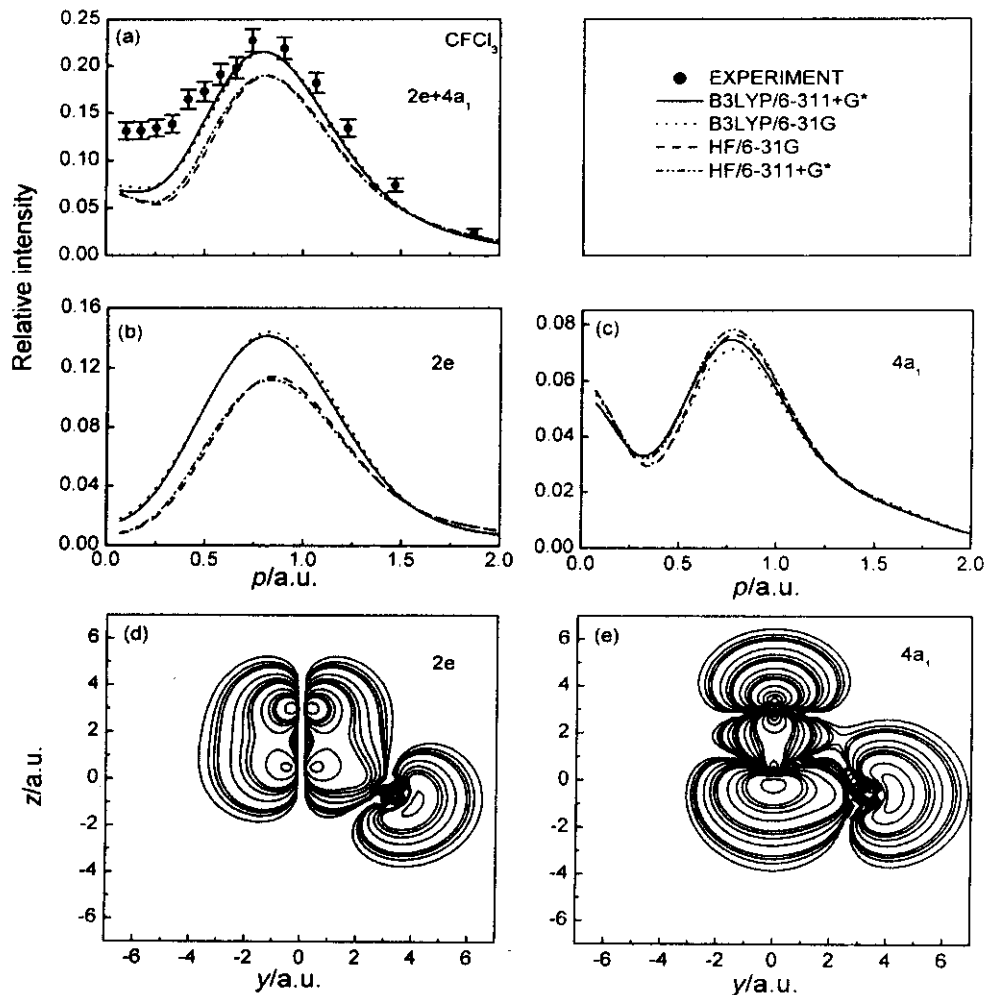 (a)
CFCl₃
2e+4a₁
0.25
0.20
0.15
0.10
0.05
0.00
Relative intensity
EXPERIMENT
B3LYP/6-311+G*
B3LYP/6-31G
HF/6-31G
HF/6-311+G*
(b)
2e
0.16
0.12
0.08
0.04
0.00
0.0 0.5 1.0 1.5 2.0
p/a.u.
(c)
4a₁
0.08
0.06
0.04
0.02
0.00
0.0 0.5 1.0 1.5 2.0
p/a.u.
(d)
2e
6
4
2
0
-2
-4
-6
z/a.u.
-6 -4 -2 0 2 4 6
y/a.u.
(e)
4a₁
6
4
2
0
-2
-4
-6
-6 -4 -2 0 2 4 6
y/a.u.